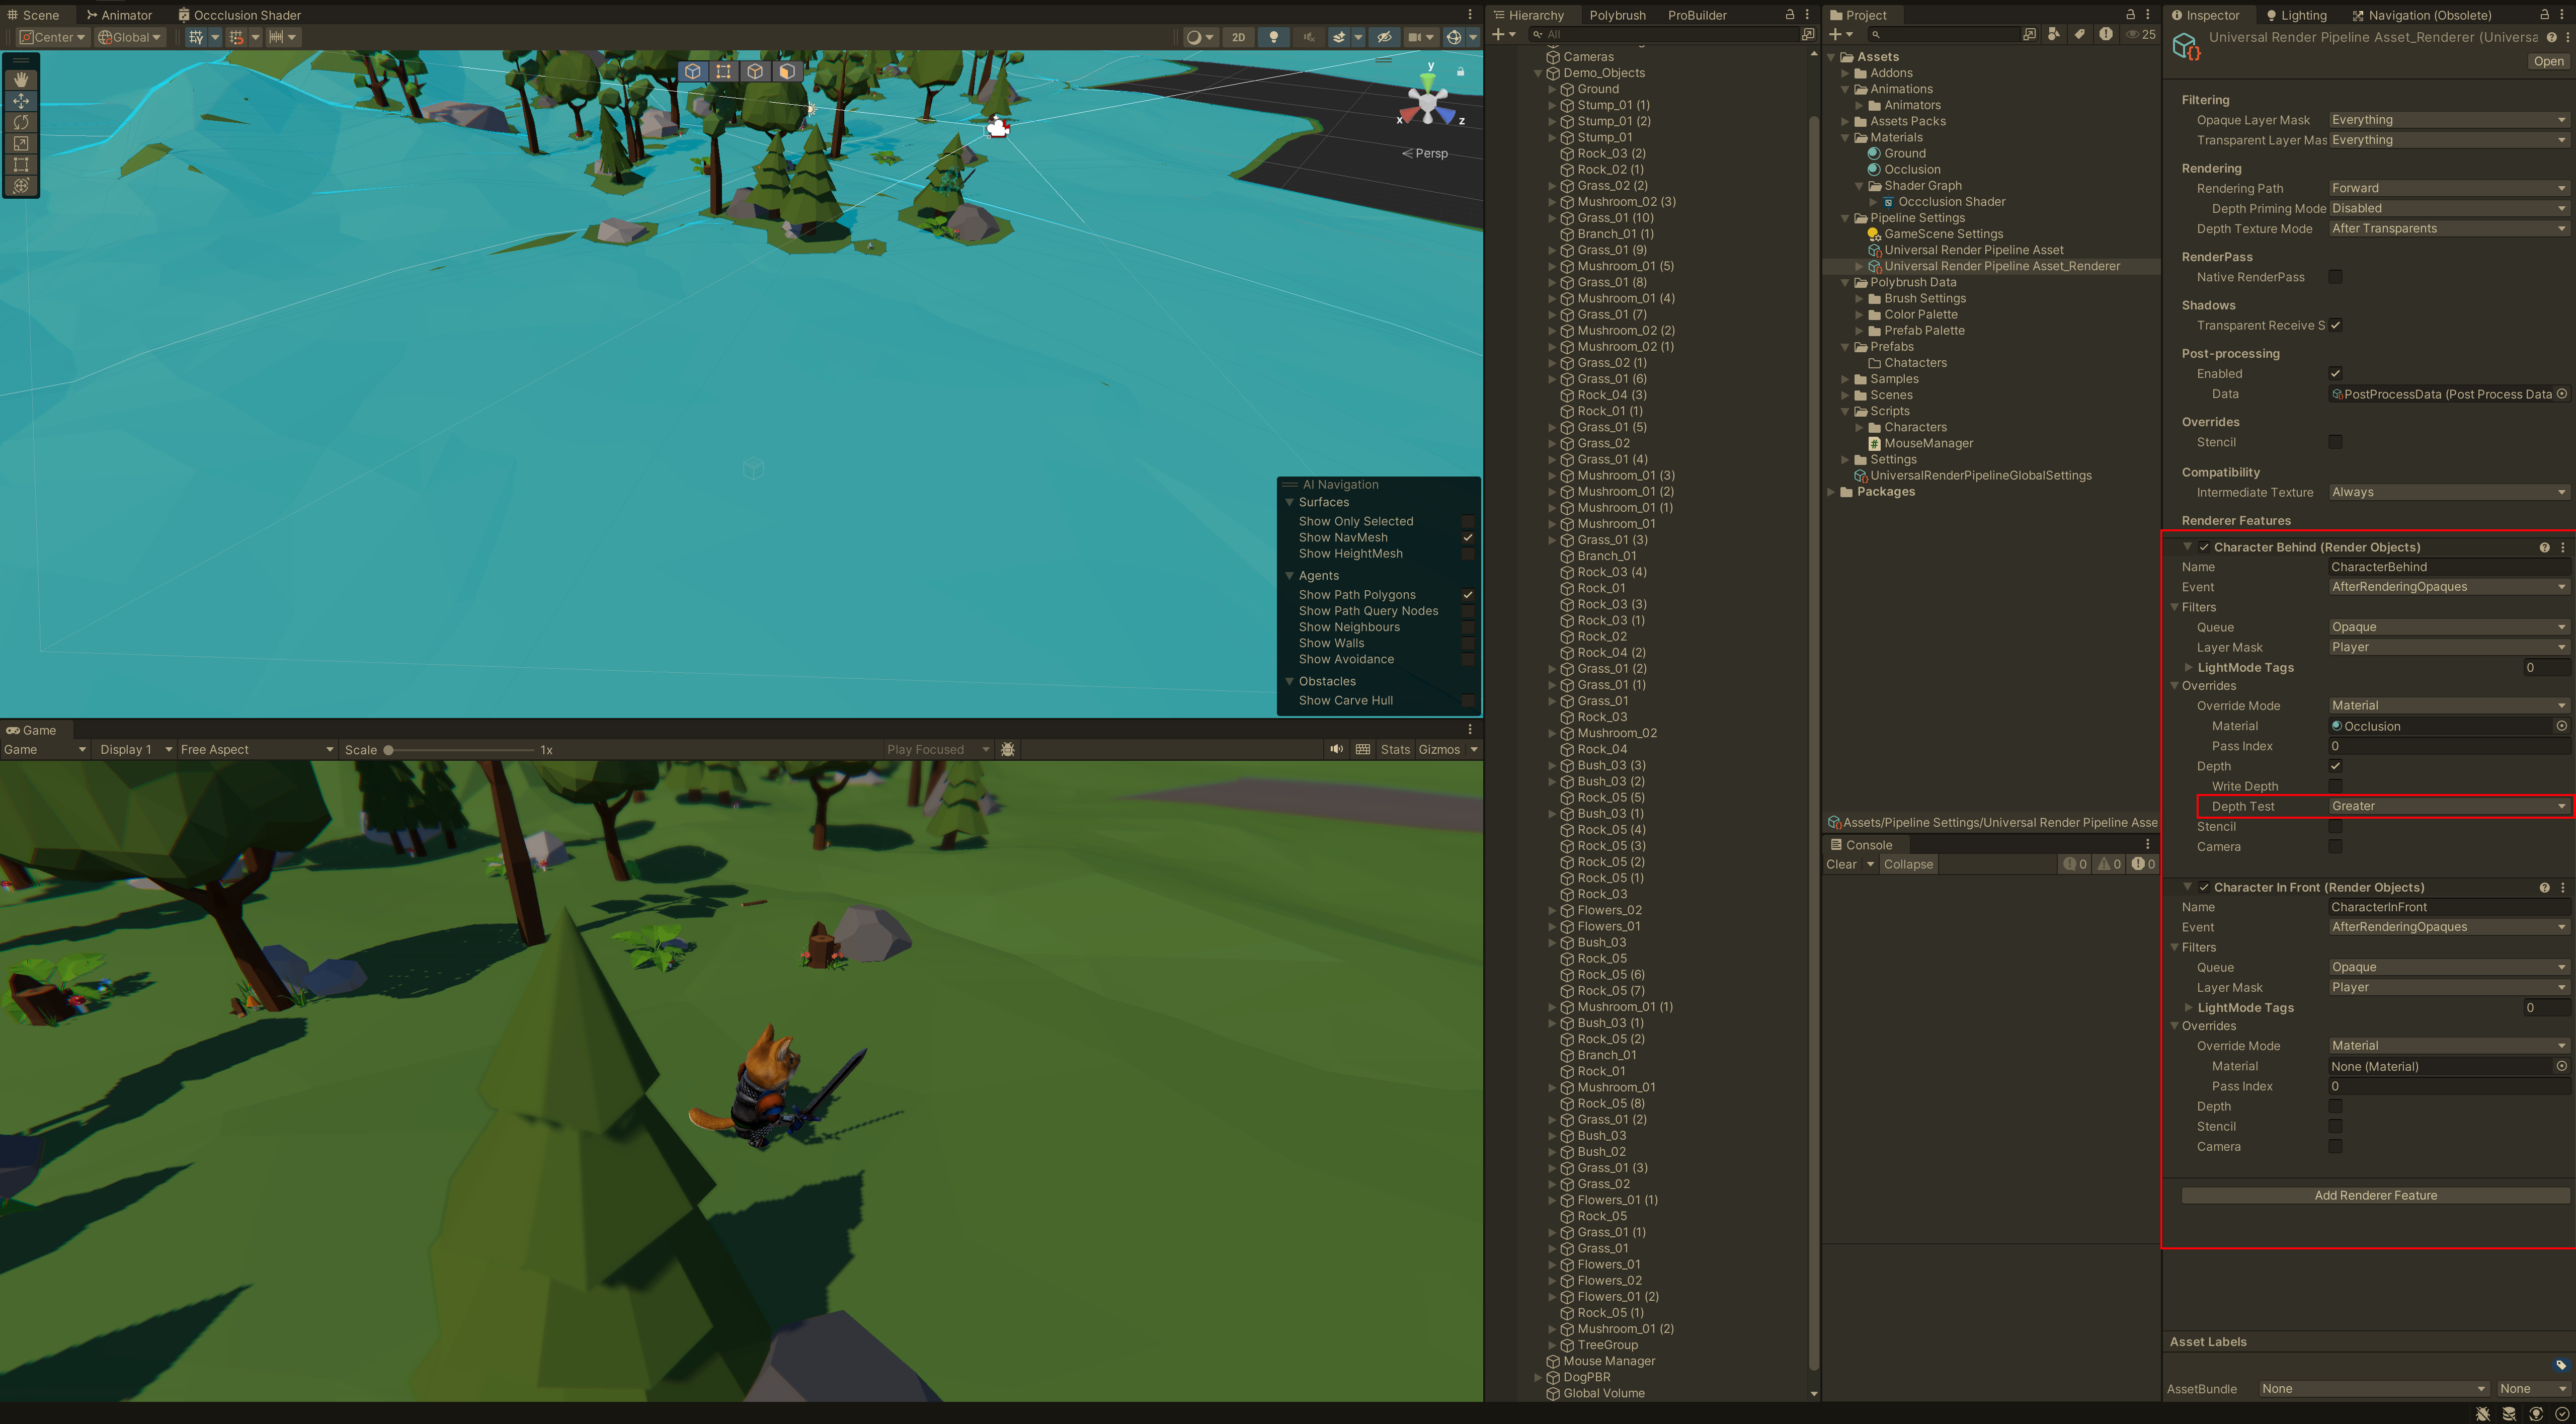 Scene
Animator
Occclusion Shader
Center
Global
2D
y
x
z
Persp
AI Navigation
Surfaces
Show Only Selected
Show NavMesh
Show HeightMesh
Agents
Show Path Polygons
Show Path Query Nodes
Show Neighbours
Show Walls
Show Avoidance
Obstacles
Show Carve Hull
Game
Game
Display 1
Free Aspect
Scale
1x
Play Focused
Stats
Gizmos
Hierarchy
Polybrush
ProBuilder
All
Cameras
Demo_Objects
Ground
Stump_01 (1)
Stump_01 (2)
Stump_01
Rock_03 (2)
Rock_02 (1)
Grass_02 (2)
Mushroom_02 (3)
Grass_01 (10)
Branch_01 (1)
Grass_01 (9)
Mushroom_01 (5)
Grass_01 (8)
Mushroom_01 (4)
Grass_01 (7)
Mushroom_02 (2)
Mushroom_02 (1)
Grass_02 (1)
Grass_01 (6)
Rock_04 (3)
Rock_01 (1)
Grass_01 (5)
Grass_02
Grass_01 (4)
Mushroom_01 (3)
Mushroom_01 (2)
Mushroom_01 (1)
Mushroom_01
Grass_01 (3)
Branch_01
Rock_03 (4)
Rock_01
Rock_03 (3)
Rock_03 (1)
Rock_02
Rock_04 (2)
Grass_01 (2)
Grass_01 (1)
Grass_01
Rock_03
Mushroom_02
Rock_04
Bush_03 (3)
Bush_03 (2)
Rock_05 (5)
Bush_03 (1)
Rock_05 (4)
Rock_05 (3)
Rock_05 (2)
Rock_05 (1)
Rock_03
Flowers_02
Flowers_01
Bush_03
Rock_05
Rock_05 (6)
Rock_05 (7)
Mushroom_01 (1)
Bush_03 (1)
Rock_05 (2)
Branch_01
Rock_01
Mushroom_01
Rock_05 (8)
Grass_01 (2)
Bush_03
Bush_02
Grass_01 (3)
Grass_02
Flowers_01 (1)
Rock_05
Grass_01 (1)
Grass_01
Flowers_01
Flowers_02
Flowers_01 (2)
Rock_05 (1)
Mushroom_01 (2)
TreeGroup
Mouse Manager
DogPBR
Global Volume
Project
25
Assets
Addons
Animations
Animators
Assets Packs
Materials
Ground
Occlusion
Shader Graph
Occclusion Shader
Pipeline Settings
GameScene Settings
Universal Render Pipeline Asset
Universal Render Pipeline Asset_Renderer
Polybrush Data
Brush Settings
Color Palette
Prefab Palette
Prefabs
Chatacters
Samples
Scenes
Scripts
Characters
MouseManager
Settings
UniversalRenderPipelineGlobalSettings
Packages
Assets/Pipeline Settings/Universal Render Pipeline Asse
Console
Clear
Collapse
0
0
0
Inspector
Lighting
Navigation (Obsolete)
Universal Render Pipeline Asset_Renderer (Universa
Open
Filtering
Opaque Layer Mask Everything
Transparent Layer Mas Everything
Rendering
Rendering Path Forward
Depth Priming Mode Disabled
Depth Texture Mode After Transparents
RenderPass
Native RenderPass
Shadows
Transparent Receive S
Post-processing
Enabled
Data PostProcessData (Post Process Data
Overrides
Stencil
Compatibility
Intermediate Texture Always
Renderer Features
Character Behind (Render Objects)
Name CharacterBehind
Event AfterRenderingOpaques
Filters
Queue Opaque
Layer Mask Player
LightMode Tags 0
Overrides
Override Mode Material
Material Occlusion
Pass Index 0
Depth
Write Depth
Depth Test Greater
Stencil
Camera
Character In Front (Render Objects)
Name CharacterInFront
Event AfterRenderingOpaques
Filters
Queue Opaque
Layer Mask Player
LightMode Tags 0
Overrides
Override Mode Material
Material None (Material)
Pass Index 0
Depth
Stencil
Camera
Add Renderer Feature
Asset Labels
AssetBundle None None